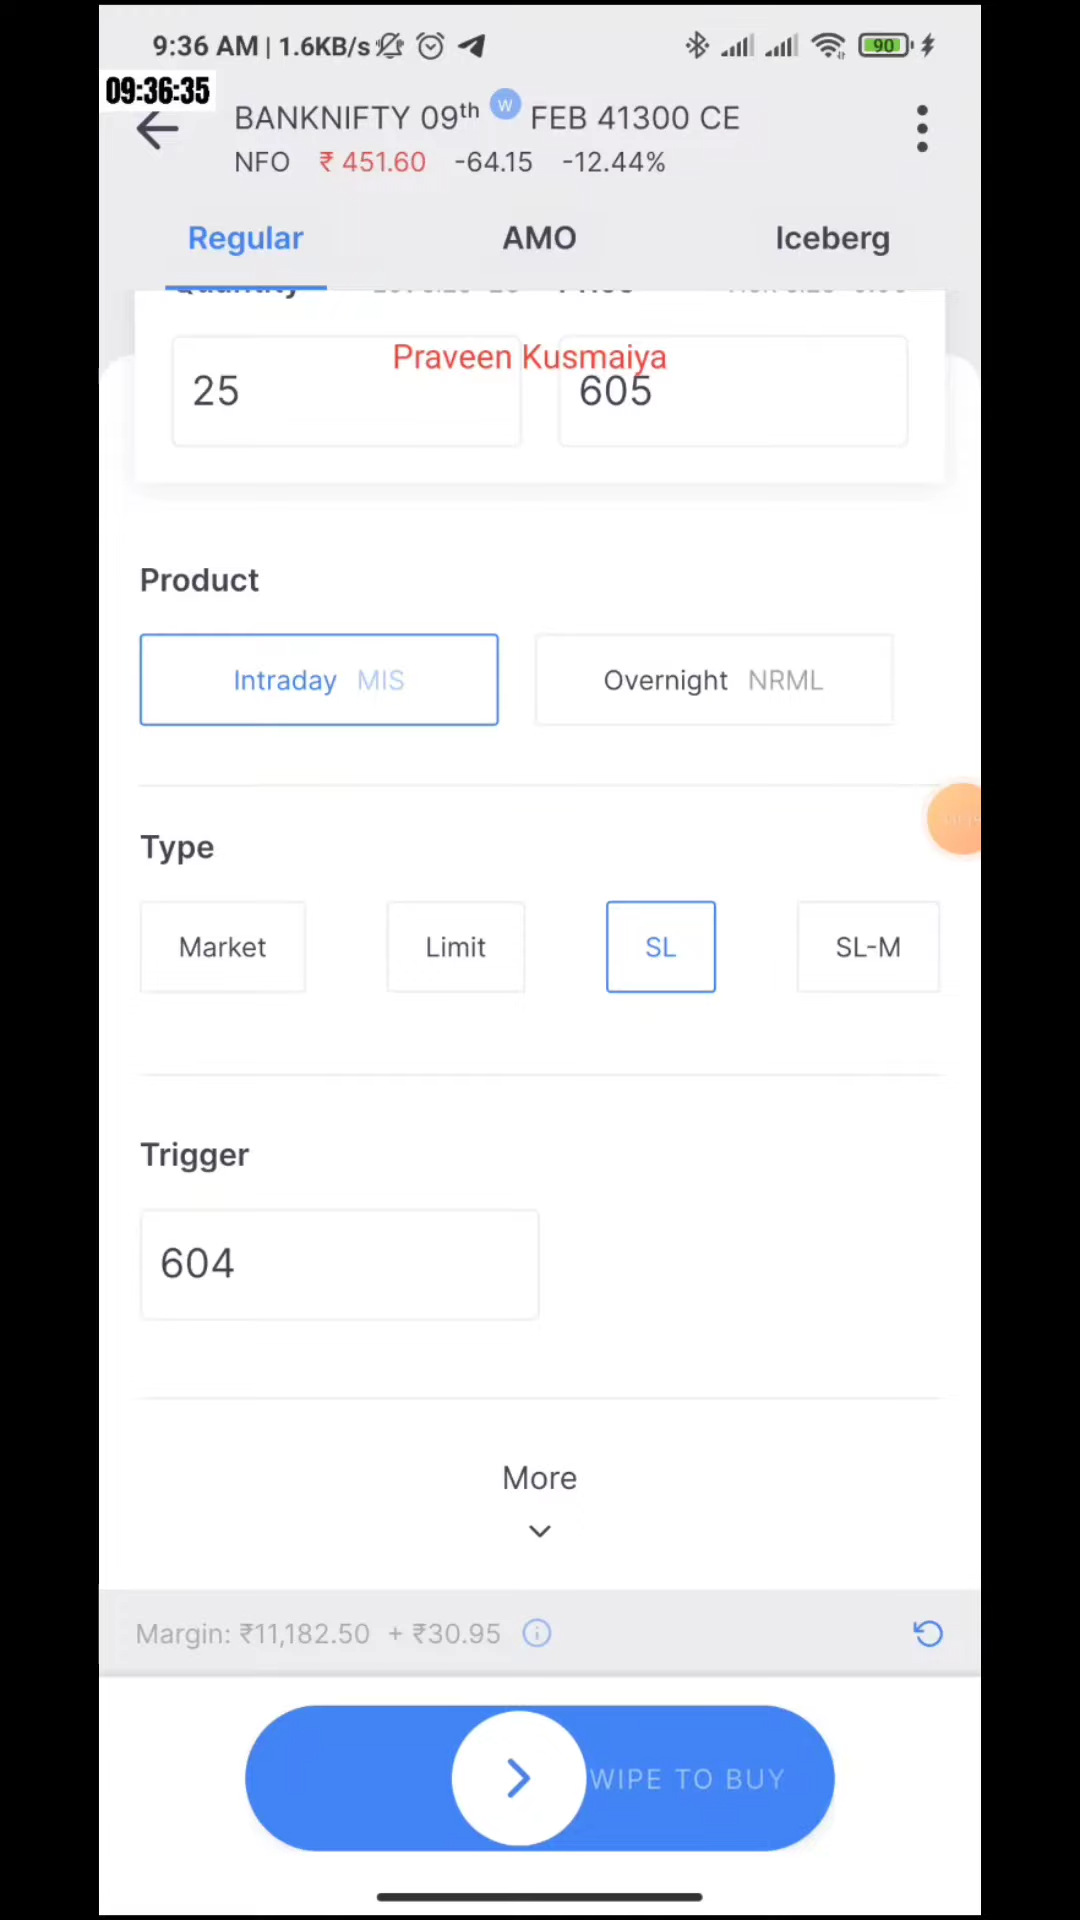 9:36 AM | 1.6KB/s
90
09:36:35
BANKNIFTY 09th W FEB 41300 CE
NFO ₹ 451.60 -64.15 -12.44%
Regular AMO Iceberg
Praveen Kusmaiya
25 605
Product
Intraday MIS Overnight NRML
Type
Market Limit SL SL-M
Trigger
604
More
Margin: ₹11,182.50 + ₹30.95
WIPE TO BUY